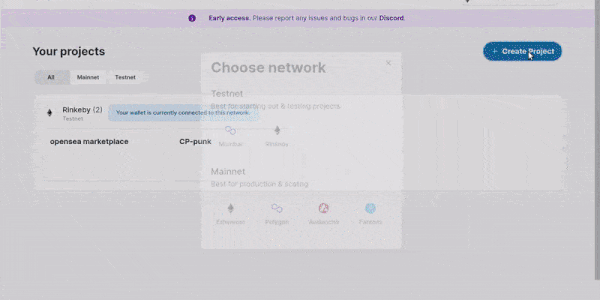 Early access. Please report any issues and bugs in our Discord.
Your projects
+ Create Project
All Mainnet Testnet
Choose network
Testnet
Best for starting out & testing projects
Rinkeby (2)
Testnet
Your wallet is currently connected to this network
opensea marketplace
CP-punk
Mumbai Rinkeby
Mainnet
Best for production & scaling
Ethereum Polygon Avalanche Fantom